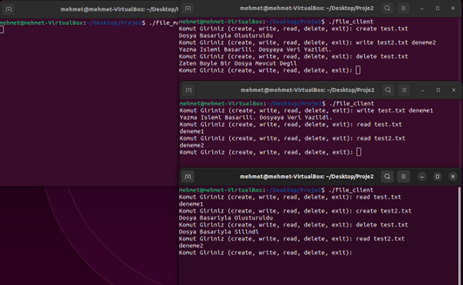 mehmet@mehmet-VirtualBox: ~/Desktop/
mehmet@mehmet-VirtualBox:~/Desktop/Proje2$ ./file_m
mehmet@mehmet-VirtualBox: ~/Desktop/Proje2
mehmet@mehmet-VirtualBox:~/Desktop/Proje2$ ./file_client
Komut Giriniz (create, write, read, delete, exit): create test.txt
Dosya Basariyla Olusturuldu
Komut Giriniz (create, write, read, delete, exit): write test2.txt deneme2
Yazma Islemi Basarili. Dosyaya Veri Yazildi.
Komut Giriniz (create, write, read, delete, exit): delete test.txt
Zaten Boyle Bir Dosya Mevcut Degil
Komut Giriniz (create, write, read, delete, exit):
mehmet@mehmet-VirtualBox: ~/Desktop/Proje2
mehmet@mehmet-VirtualBox:~/Desktop/Proje2$ ./file_client
Komut Giriniz (create, write, read, delete, exit): write test.txt deneme1
Yazma Islemi Basarili. Dosyaya Veri Yazildi.
Komut Giriniz (create, write, read, delete, exit): read test.txt
deneme1
Komut Giriniz (create, write, read, delete, exit): read test2.txt
deneme2
Komut Giriniz (create, write, read, delete, exit):
mehmet@mehmet-VirtualBox: ~/Desktop/Proje2
mehmet@mehmet-VirtualBox:~/Desktop/Proje2$ ./file_client
Komut Giriniz (create, write, read, delete, exit): read test.txt
deneme1
Komut Giriniz (create, write, read, delete, exit): create test2.txt
Dosya Basariyla Olusturuldu
Komut Giriniz (create, write, read, delete, exit): delete test.txt
Dosya Basariyla Silindi
Komut Giriniz (create, write, read, delete, exit): read test2.txt
deneme2
Komut Giriniz (create, write, read, delete, exit):